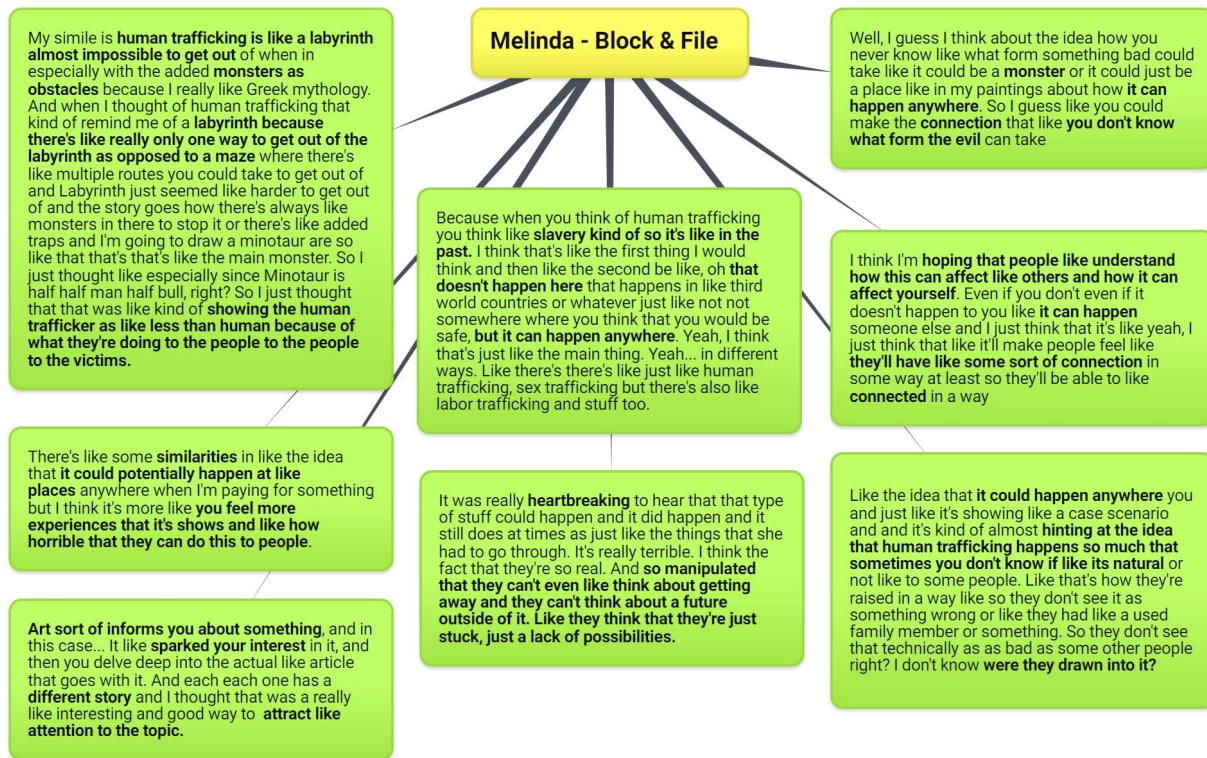 Melinda - Block & File
My simile is human trafficking is like a labyrinth
almost impossible to get out of when in
especially with the added monsters as
obstacles because I really like Greek mythology.
And when I thought of human trafficking that
kind of remind me of a labyrinth because
there's like really only one way to get out of the
labyrinth as opposed to a maze where there's
like multiple routes you could take to get out of
and Labyrinth just seemed like harder to get out
of and the story goes how there's always like
monsters in there to stop it or there's like added
traps and I'm going to draw a minotaur are so
like that that's that's like the main monster. So I
just thought like especially since Minotaur is
half half man half bull, right? So I just thought
that that was like kind of showing the human
trafficker as like less than human because of
what they're doing to the people to the people
to the victims.
There's like some similarities in like the idea
that it could potentially happen at like
places anywhere when I'm paying for something
but I think it's more like you feel more
experiences that it's shows and like how
horrible that they can do this to people.
Art sort of informs you about something, and in
this case... It like sparked your interest in it, and
then you delve deep into the actual like article
that goes with it. And each each one has a
different story and I thought that was a really
like interesting and good way to attract like
attention to the topic.
Because when you think of human trafficking
you think like slavery kind of so it's like in the
past. I think that's like the first thing I would
think and then like the second be like, oh that
doesn't happen here that happens in like third
world countries or whatever just like not not
somewhere where you think that you would be
safe, but it can happen anywhere. Yeah, I think
that's just like the main thing. Yeah... in different
ways. Like there's there's like just like human
trafficking, sex trafficking but there's also like
labor trafficking and stuff too.
It was really heartbreaking to hear that that type
of stuff could happen and it did happen and it
still does at times as just like the things that she
had to go through. It's really terrible. I think the
fact that they're so real. And so manipulated
that they can't even like think about getting
away and they can't think about a future
outside of it. Like they think that they're just
stuck, just a lack of possibilities.
Well, I guess I think about the idea how you
never know like what form something bad could
take like it could be a monster or it could just be
a place like in my paintings about how it can
happen anywhere. So I guess like you could
make the connection that like you don't know
what form the evil can take
I think I'm hoping that people like understand
how this can affect like others and how it can
affect yourself. Even if you don't even if it
doesn't happen to you like it can happen
someone else and I just think that it's like yeah, I
just think that like it'll make people feel like
they'll have like some sort of connection in
some way at least so they'll be able to like
connected in a way
Like the idea that it could happen anywhere you
and just like it's showing like a case scenario
and and it's kind of almost hinting at the idea
that human trafficking happens so much that
sometimes you don't know if like its natural or
not like to some people. Like that's how they're
raised in a way like so they don't see it as
something wrong or like they had like a used
family member or something. So they don't see
that technically as as bad as some other people
right? I don't know were they drawn into it?